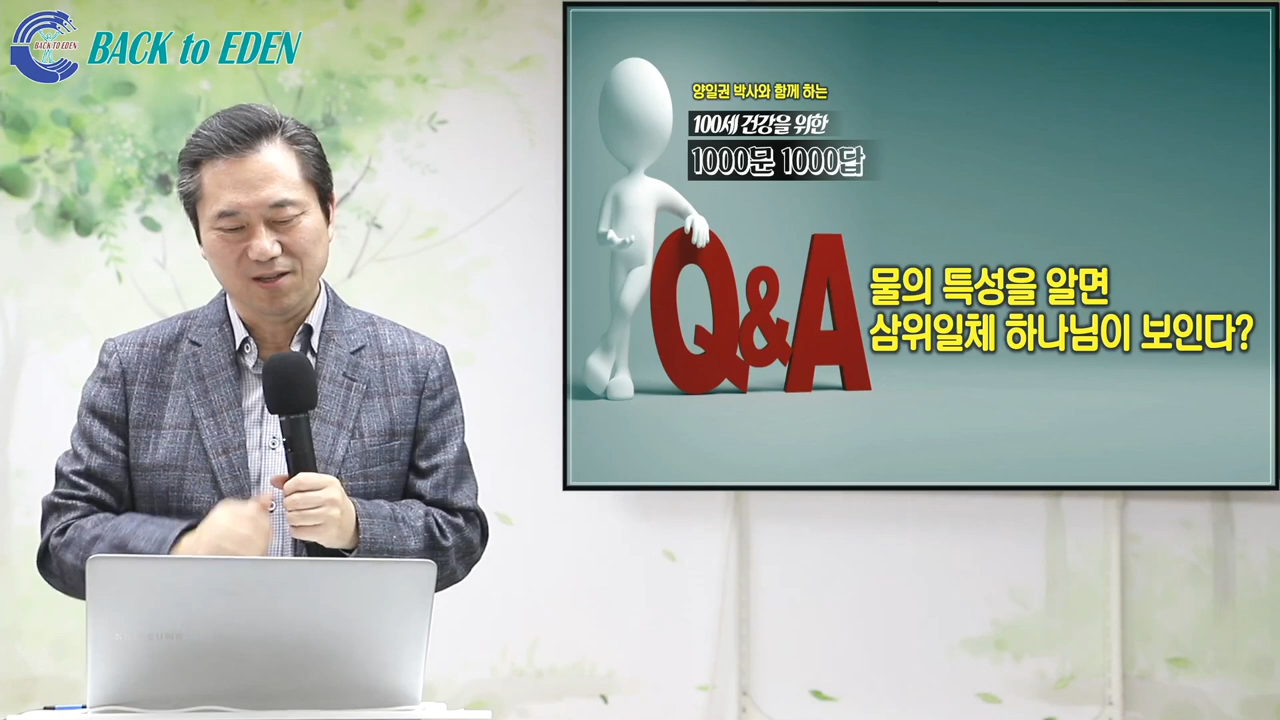 BACK TO EDEN
BACK to EDEN
양일권 박사와 함께 하는
100세 건강을 위한
1000문 1000답
Q&A
물의 특성을 알면
삼위일체 하나님이 보인다?